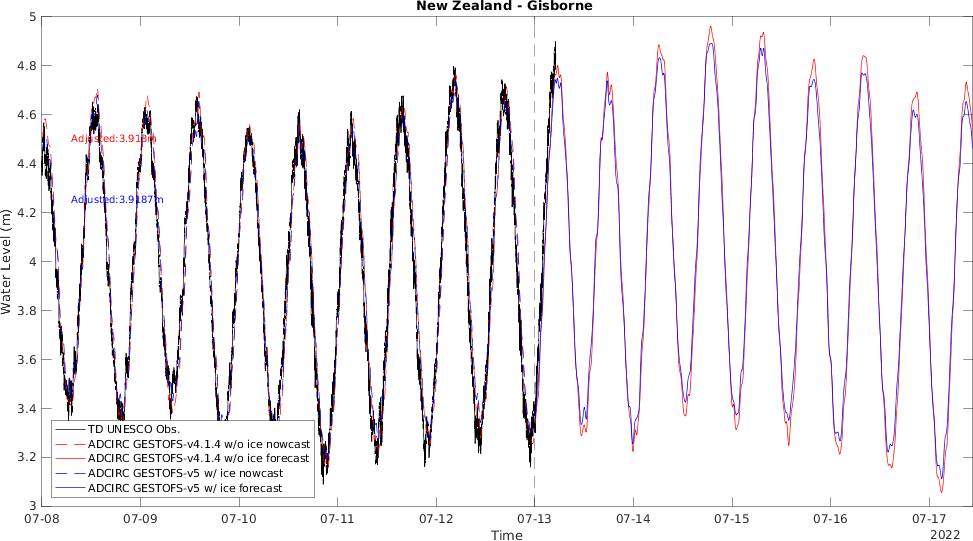 New Zealand - Gisborne
Water Level (m)
5
4.8
4.6
4.4
4.2
4
3.8
3.6
3.4
3.2
3
Adjusted:3.913m
Adjusted:3.9187m
TD UNESCO Obs.
ADCIRC GESTOFS-v4.1.4 w/o ice nowcast
ADCIRC GESTOFS-v4.1.4 w/o ice forecast
ADCIRC GESTOFS-v5 w/ ice nowcast
ADCIRC GESTOFS-v5 w/ ice forecast
07-08 07-09 07-10 07-11 07-12 07-13 07-14 07-15 07-16 07-17
Time
2022